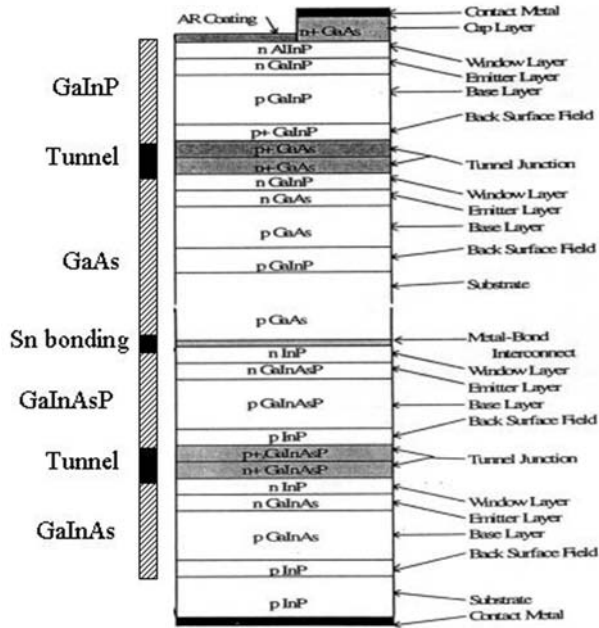 Contact Metal
AR Coating
Cap Layer
n+ GaAs
n AlInP
Window Layer
n GaInP
Emitter Layer
GaInP
Base Layer
p GaInP
Back Surface Field
p+ GaInP
p+ GaAs
Tunnel
Tunnel Junction
n+ GaAs
n GaInP
Window Layer
n GaAs
Emitter Layer
p GaAs
Base Layer
GaAs
Back Surface Field
p GaInP
Substrate
p GaAs
Sn bonding
Metal-Bond
Interconnect
n InP
Window Layer
n GaInAsP
Emitter Layer
GaInAsP
p GaInAsP
Base Layer
Back Surface Field
p InP
p+ GaInAsP
Tunnel
Tunnel Junction
n+ GaInAsP
n InP
Window Layer
n GaInAs
Emitter Layer
GaInAs
p GaInAs
Base Layer
Back Surface Field
p InP
Substrate
p InP
Contact Metal